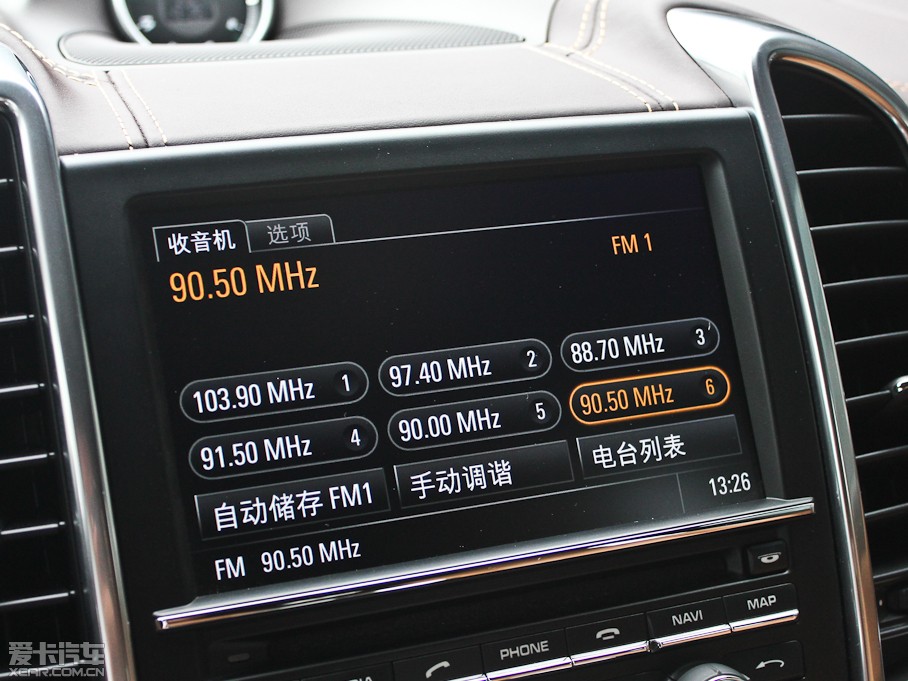 收音机 选项
90.50 MHz FM 1
103.90 MHz 1 97.40 MHz 2 88.70 MHz 3
91.50 MHz 4 90.00 MHz 5 90.50 MHz 6
自动储存 FM1 手动调谐 电台列表
FM 90.50 MHz 13:26
PHONE NAVI MAP
爱卡汽车
XCAR.COM.CN